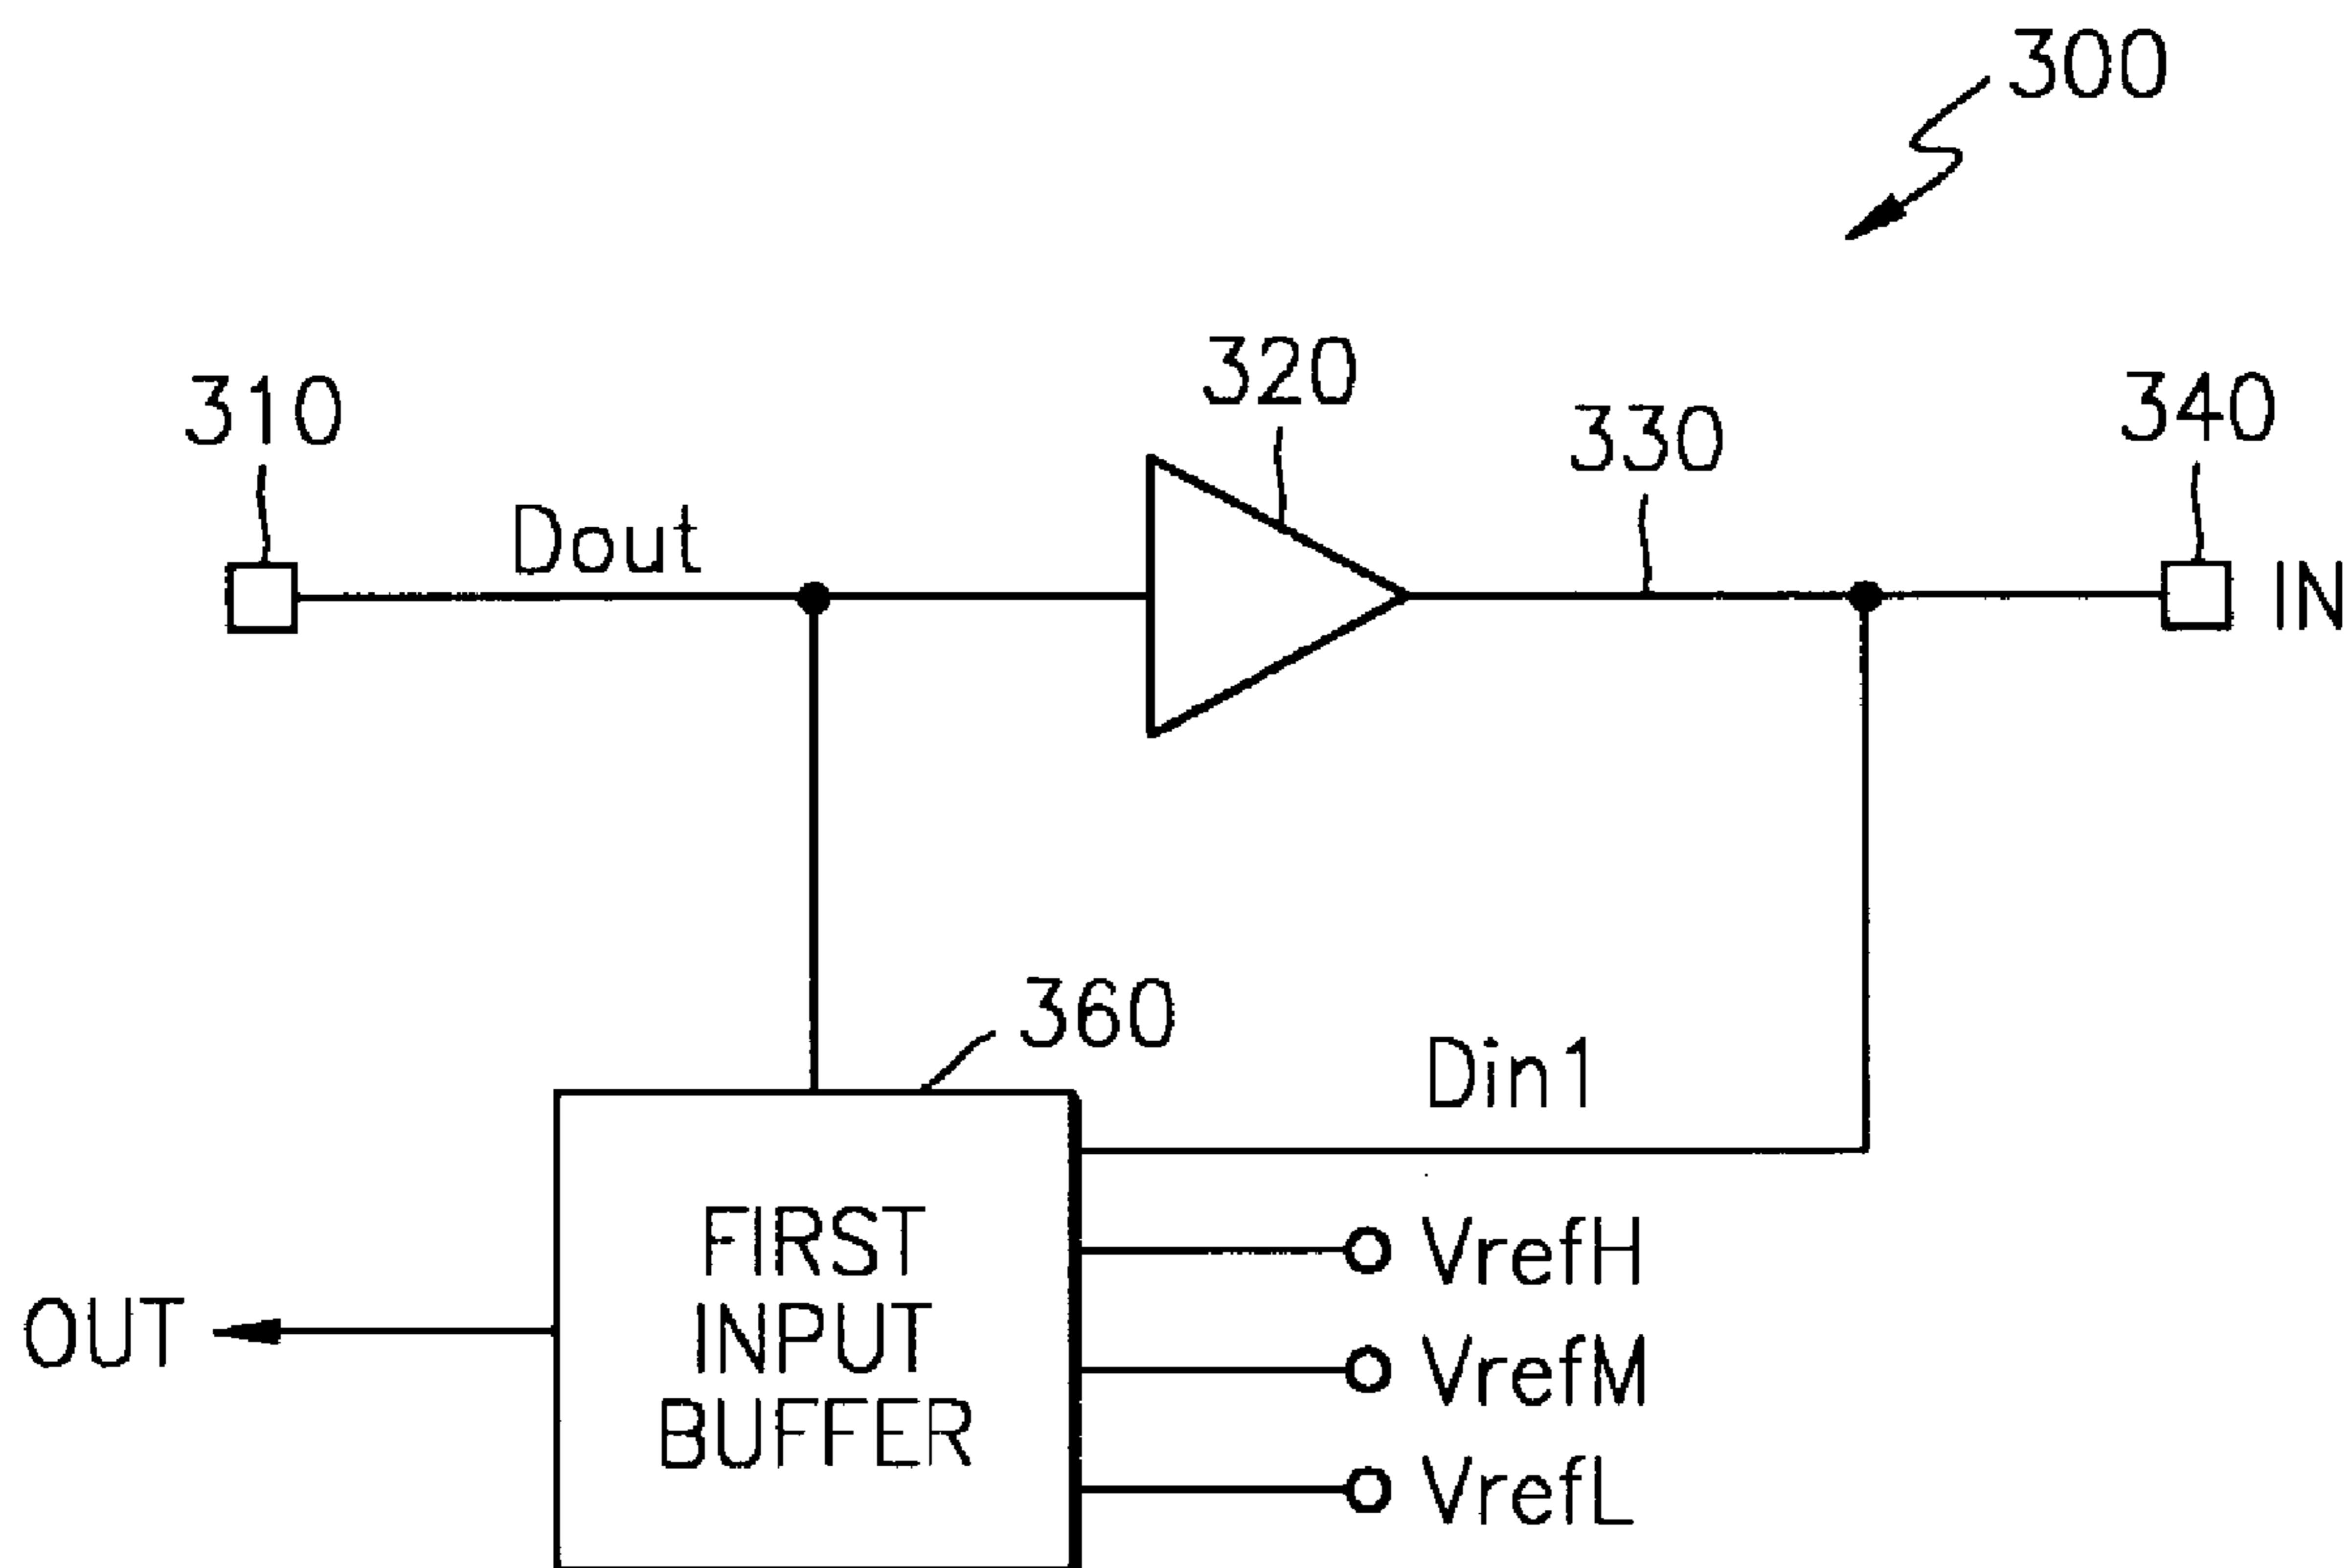 300
320
310
330
340
Dout
IN
360
Din1
FIRST
INPUT
BUFFER
VrefH
VrefM
VrefL
OUT